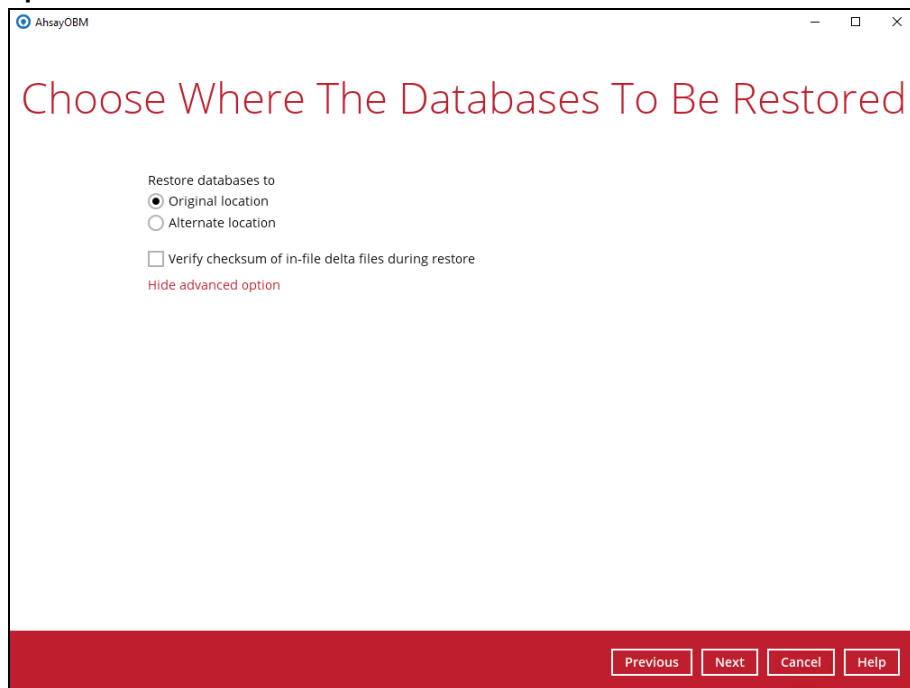 AhsayOBM
Choose Where The Databases To Be Restored
Restore databases to
Original location
Alternate location
Verify checksum of in-file delta files during restore
Hide advanced option
Previous Next Cancel Help